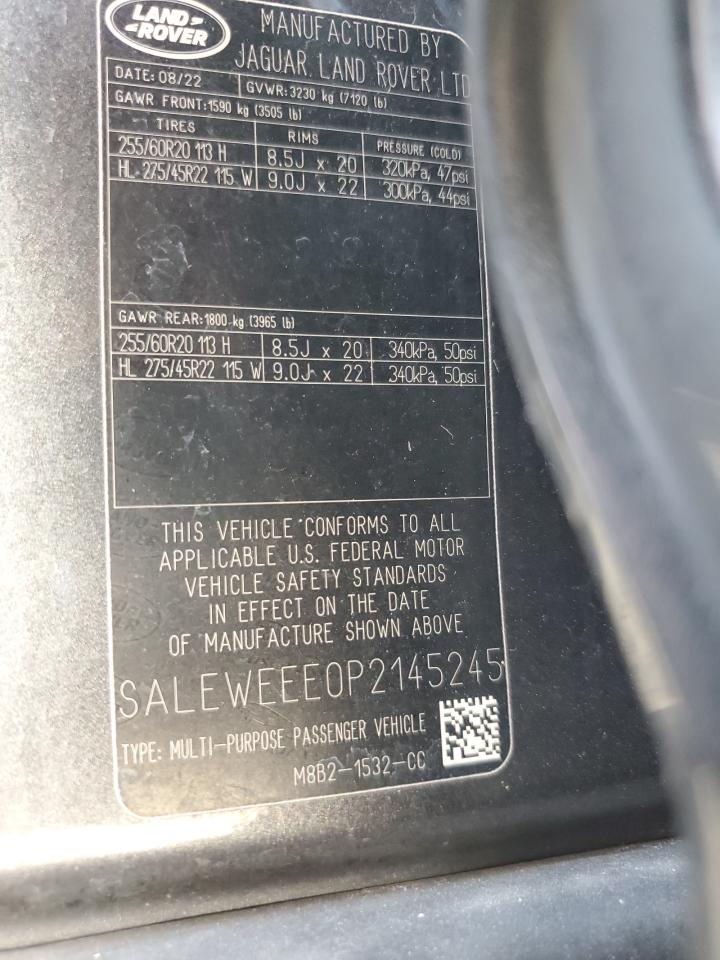 LAND
ROVER
MANUFACTURED BY
JAGUAR LAND ROVER LTD
DATE: 08/22 GVWR: 3230 kg (7120 lb)
GAWR FRONT: 1590 kg (3505 lb)
TIRES RIMS PRESSURE (COLD)
255/60R20 113 H 8.5J x 20 320kPa, 47psi
HL 275/45R22 115 W 9.0J x 22 300kPa, 44psi
GAWR REAR: 1800 kg (3965 lb)
255/60R20 113 H 8.5J x 20 340kPa, 50psi
HL 275/45R22 115 W 9.0J x 22 340kPa, 50psi
THIS VEHICLE CONFORMS TO ALL
APPLICABLE U.S. FEDERAL MOTOR
VEHICLE SAFETY STANDARDS
IN EFFECT ON THE DATE
OF MANUFACTURE SHOWN ABOVE
SALEWEEE0P2145245
TYPE: MULTI-PURPOSE PASSENGER VEHICLE
M8B2-1532-CC